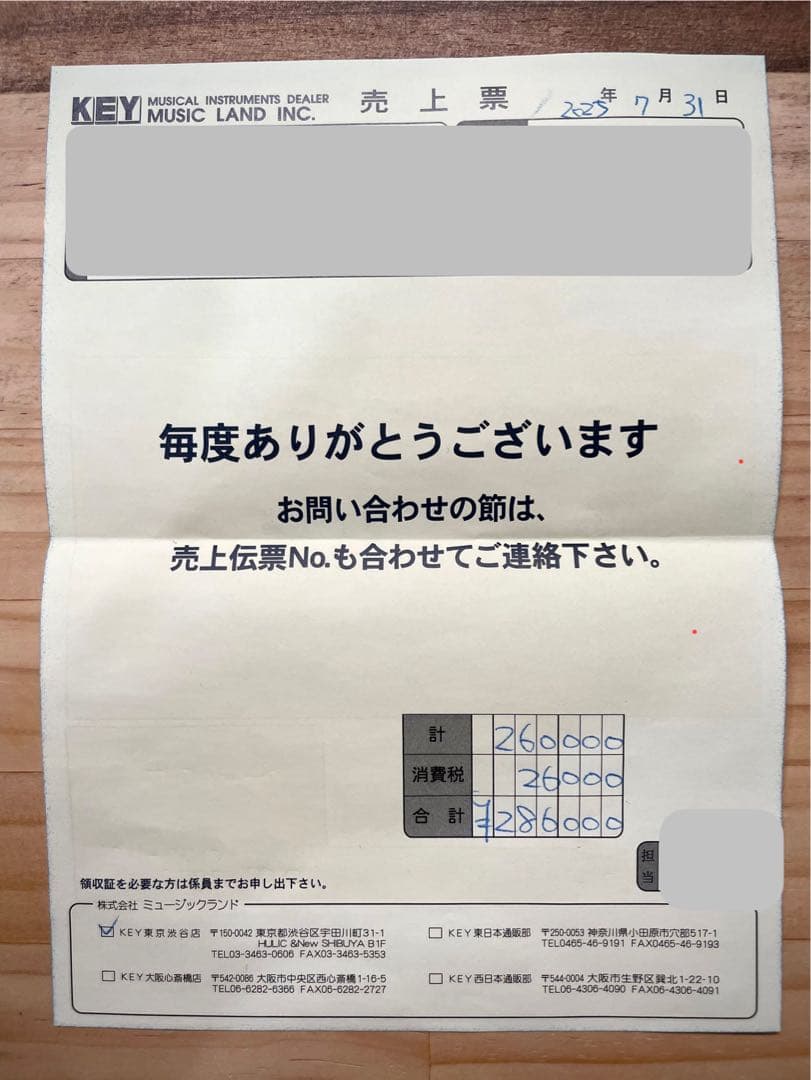 KEY MUSICAL INSTRUMENTS DEALER
MUSIC LAND INC.
売上票
2025年7月31日
毎度ありがとうございます
お問い合わせの節は、
売上伝票No.も合わせてご連絡下さい。
計 260000
消費税 26000
合計 ¥286000
担当
領収証を必要な方は係員までお申し出下さい。
株式会社 ミュージックランド
KEY東京渋谷店 〒150-0042 東京都渋谷区宇田川町31-1
HULIC &New SHIBUYA B1F
TEL03-3463-0606 FAX03-3463-5353
KEY東日本通販部 〒250-0053 神奈川県小田原市穴部517-1
TEL0465-46-9191 FAX0465-46-9193
KEY大阪心斎橋店 〒542-0086 大阪市中央区西心斎橋1-16-5
TEL06-6282-6366 FAX06-6282-2727
KEY西日本通販部 〒544-0004 大阪市生野区巽北1-22-10
TEL06-4306-4090 FAX06-4306-4091